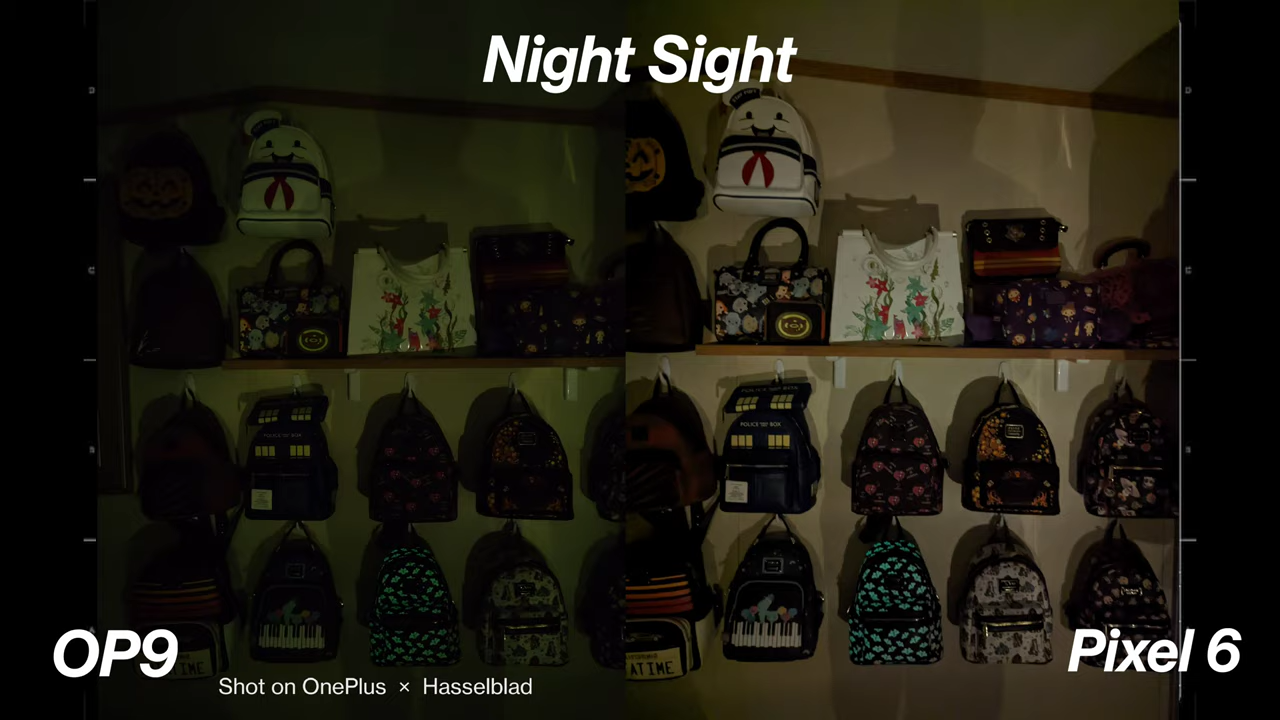 Night Sight
POLICE BOX
POLICE BOX
ATIME
ATIME
OP9
Pixel 6
Shot on OnePlus × Hasselblad